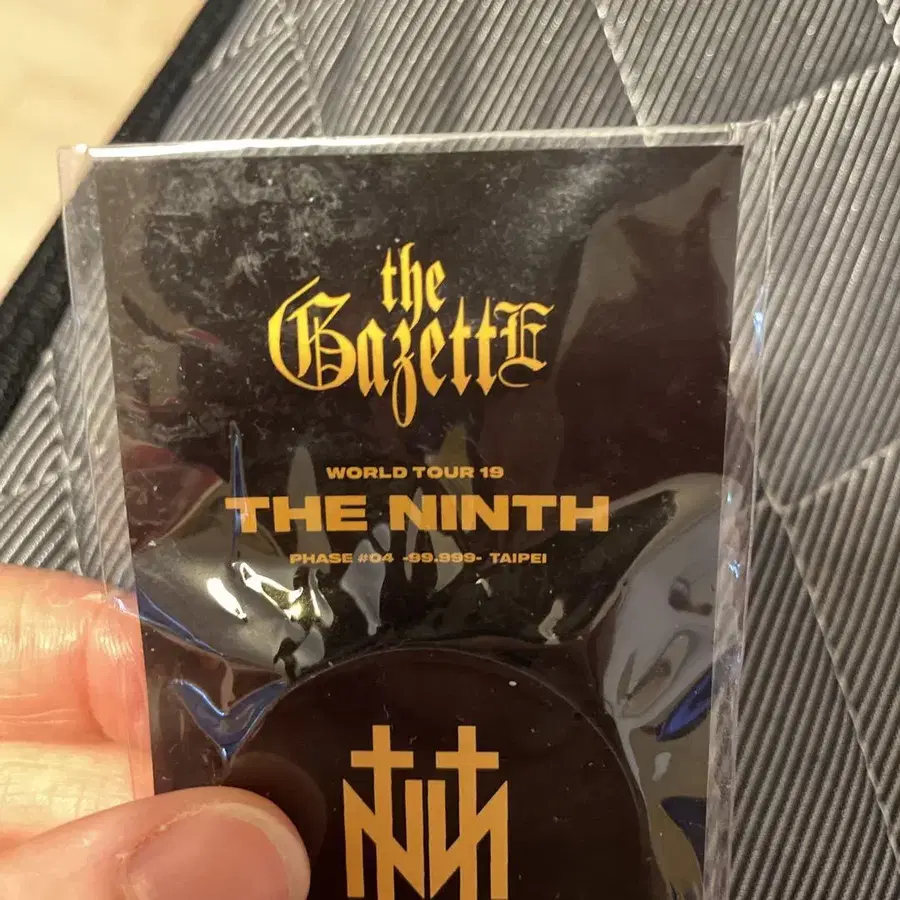 the
GazettE
WORLD TOUR 19
THE NINTH
PHASE #04 -99.999- TAIPEI